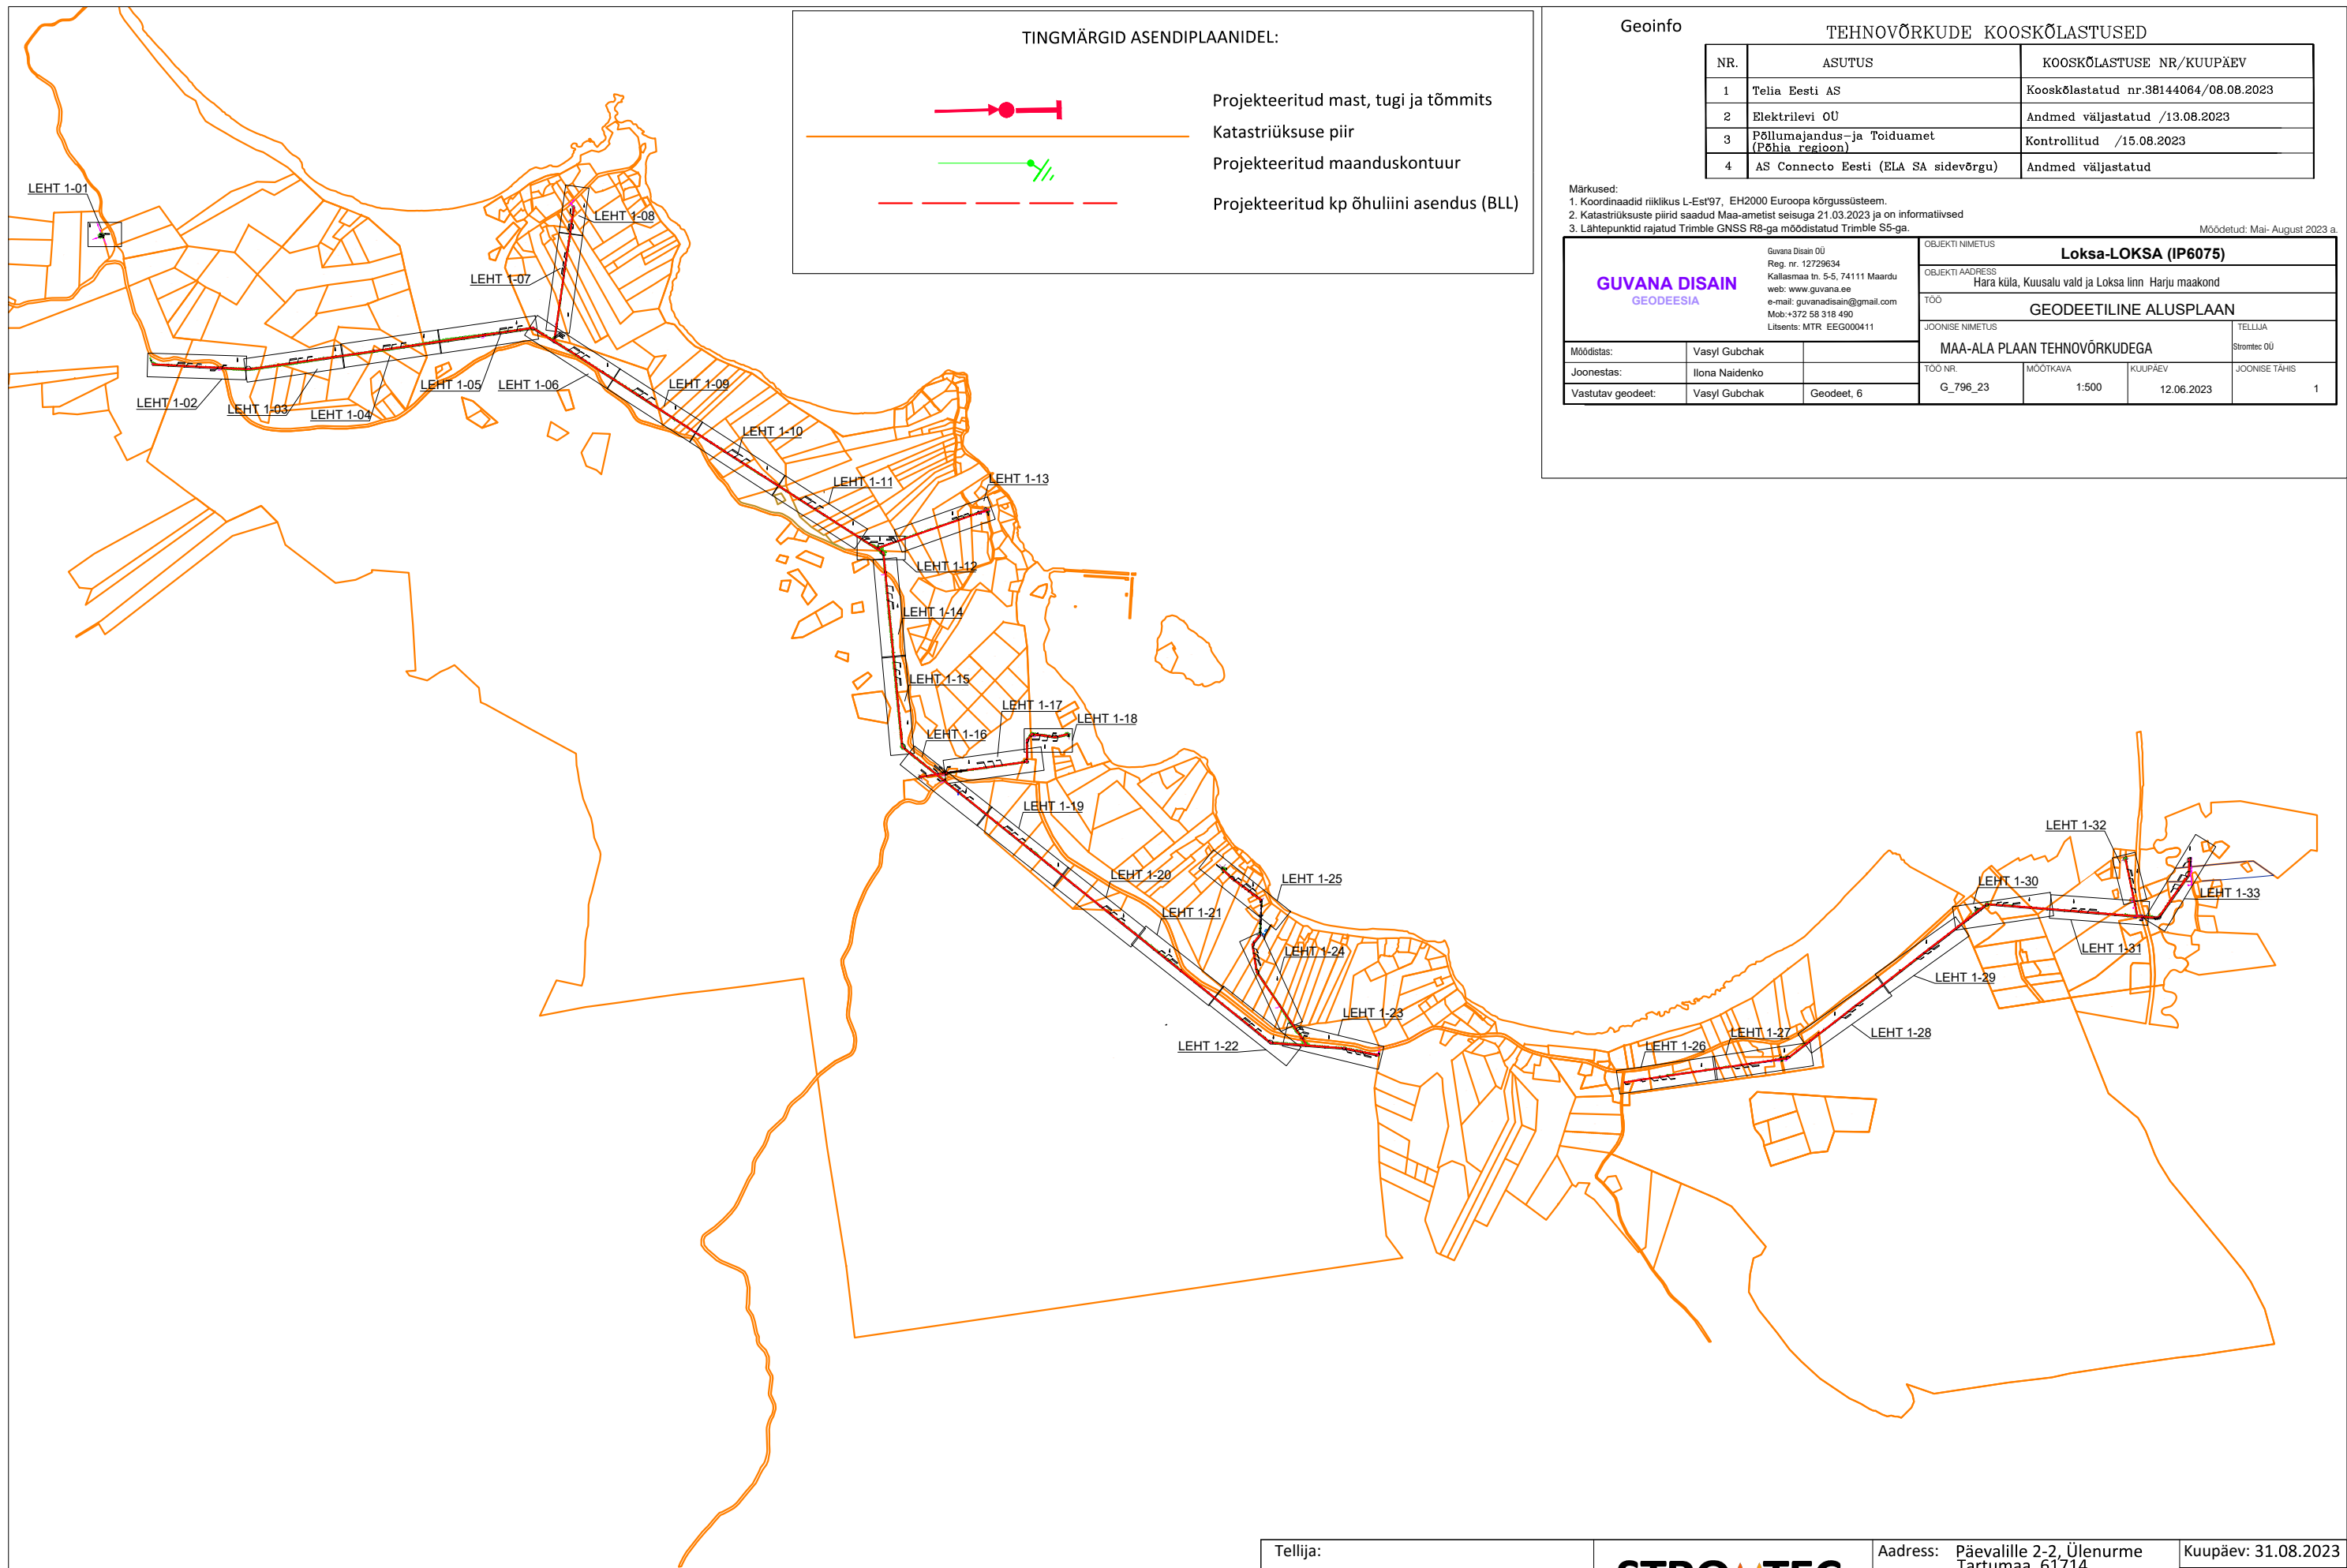 TINGMÄRGID ASENDIPLAANIDEL:
Projekteeritud mast, tugi ja tõmmits
Katastriüksuse piir
Projekteeritud maanduskontuur
Projekteeritud kp õhuliini asendus (BLL)
Geoinfo
TEHNOVÕRKUDE KOOSKÕLASTUSED
NR. ASUTUS KOOSKÕLASTUSE NR/KUUPÄEV
1 Telia Eesti AS Kooskõlastatud nr.38144064/08.08.2023
2 Elektrilevi OÜ Andmed väljastatud /13.08.2023
3 Põllumajandus-ja Toiduamet (Põhja regioon) Kontrollitud /15.08.2023
4 AS Connecto Eesti (ELA SA sidevõrgu) Andmed väljastatud
Märkused:
1. Koordinaadid riiklikus L-Est'97, EH2000 Euroopa kõrgussüsteem.
2. Katastriüksuste piirid saadud Maa-ametist seisuga 21.03.2023 ja on informatiivsed
3. Lähtepunktid rajatud Trimble GNSS R8-ga mõõdistatud Trimble S5-ga.
Mõõdetud: Mai- August 2023 a.
GUVANA DISAIN
GEODEESIA
Guvana Disain OÜ
Reg. nr. 12729634
Kallasmaa tn. 5-5, 74111 Maardu
web: www.guvana.ee
e-mail: guvanadisain@gmail.com
Mob:+372 58 318 490
Litsents: MTR EEG000411
OBJEKTI NIMETUS
Loksa-LOKSA (IP6075)
OBJEKTI AADRESS
Hara küla, Kuusalu vald ja Loksa linn Harju maakond
TÖÖ
GEODEETILINE ALUSPLAAN
JOONISE NIMETUS
MAA-ALA PLAAN TEHNOVÕRKUDEGA
TELLIJA
Stromtec OÜ
Mõõdistas: Vasyl Gubchak
Joonestas: Ilona Naidenko
Vastutav geodeet: Vasyl Gubchak Geodeet, 6
TÖÖ NR.
G_796_23
MÕÕTKAVA
1:500
KUUPÄEV
12.06.2023
JOONISE TÄHIS
1
LEHT 1-01
LEHT 1-02
LEHT 1-03
LEHT 1-04
LEHT 1-05
LEHT 1-06
LEHT 1-07
LEHT 1-08
LEHT 1-09
LEHT 1-10
LEHT 1-11
LEHT 1-12
LEHT 1-13
LEHT 1-14
LEHT 1-15
LEHT 1-16
LEHT 1-17
LEHT 1-18
LEHT 1-19
LEHT 1-20
LEHT 1-21
LEHT 1-22
LEHT 1-23
LEHT 1-24
LEHT 1-25
LEHT 1-26
LEHT 1-27
LEHT 1-28
LEHT 1-29
LEHT 1-30
LEHT 1-31
LEHT 1-32
LEHT 1-33
Tellija:
Aadress: Päevalille 2-2, Ülenurme
Tartumaa, 61714
Kuupäev: 31.08.2023